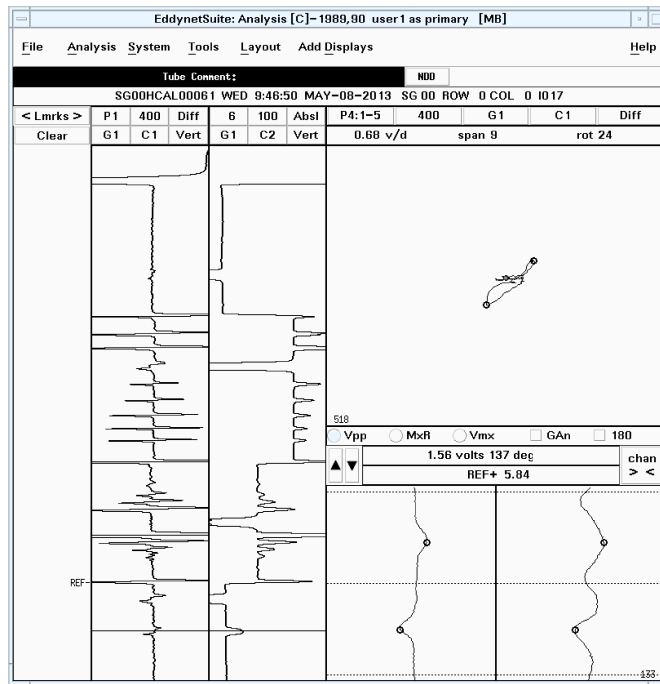 EddynetSuite: Analysis [C]-1989,90 user1 as primary [MB]
File Analysis System Tools Layout Add Displays Help
Tube Comment: NDD
SG00HCAL00061 WED 9:46:50 MAY-08-2013 SG 00 ROW 0 COL 0 I017
< Lmrks > P1 400 Diff 6 100 Absl P4:1-5 400 G1 C1 Diff
Clear G1 C1 Vert G1 C2 Vert 0.68 v/d span 9 rot 24
518
Vpp MxR Vmx GAn 180
1.56 volts 137 deg chan
REF+ 5.84 > <
REF
133